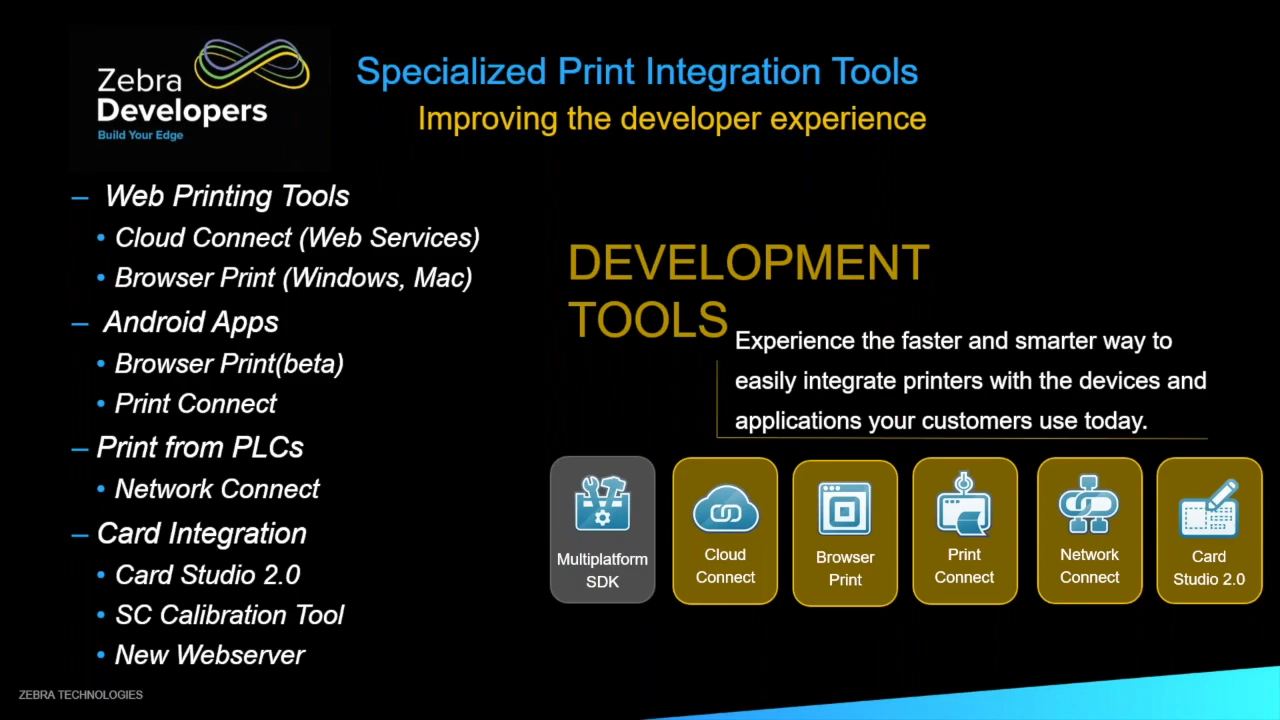 Zebra
Developers
Build Your Edge
Specialized Print Integration Tools
Improving the developer experience
– Web Printing Tools
• Cloud Connect (Web Services)
• Browser Print (Windows, Mac)
– Android Apps
• Browser Print(beta)
• Print Connect
– Print from PLCs
• Network Connect
– Card Integration
• Card Studio 2.0
• SC Calibration Tool
• New Webserver
DEVELOPMENT
TOOLS
Experience the faster and smarter way to
easily integrate printers with the devices and
applications your customers use today.
Multiplatform
SDK
Cloud
Connect
Browser
Print
Print
Connect
Network
Connect
Card
Studio 2.0
ZEBRA TECHNOLOGIES